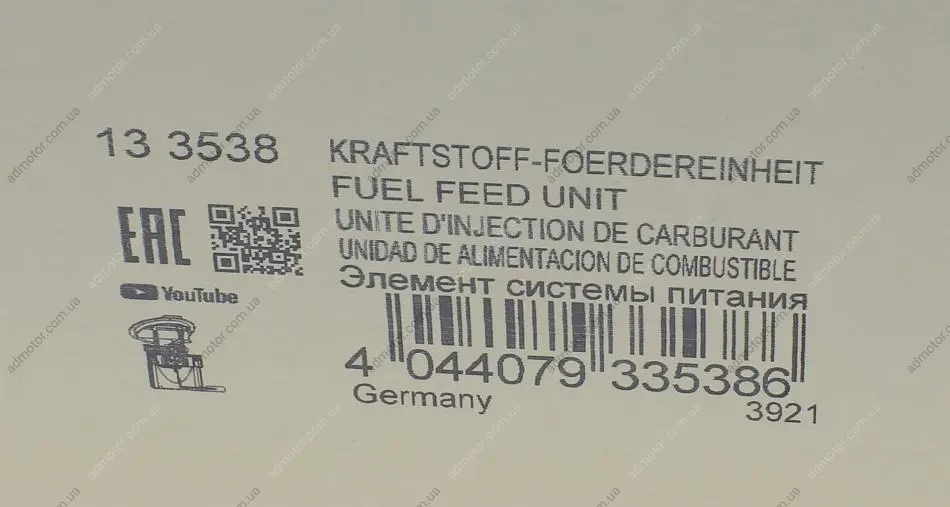 13 3538
KRAFTSTOFF-FOERDEREINHEIT
FUEL FEED UNIT
UNITE D'INJECTION DE CARBURANT
UNIDAD DE ALIMENTACION DE COMBUSTIBLE
Элемент системы питания
EAC
YouTube
4 044079 335386
Germany
3921
admotor.com.ua